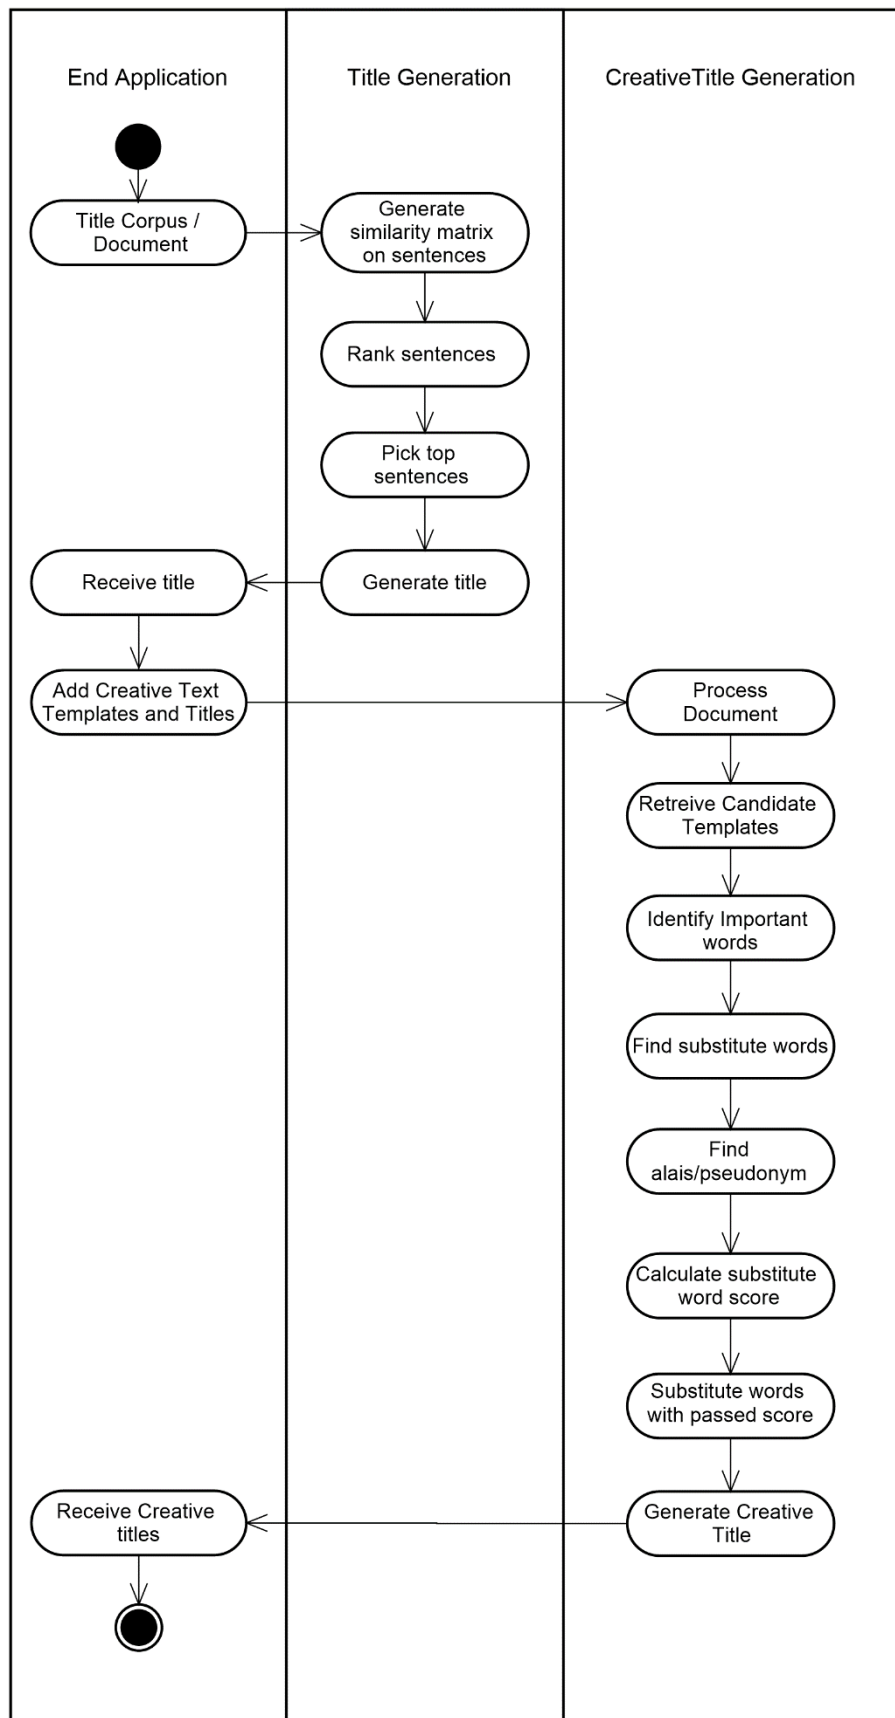 End Application
Title Generation
CreativeTitle Generation
Title Corpus /
Document
Generate
similarity matrix
on sentences
Rank sentences
Pick top
sentences
Receive title
Generate title
Add Creative Text
Templates and Titles
Process
Document
Retreive Candidate
Templates
Identify Important
words
Find substitute words
Find
alais/pseudonym
Calculate substitute
word score
Substitute words
with passed score
Receive Creative
titles
Generate Creative
Title